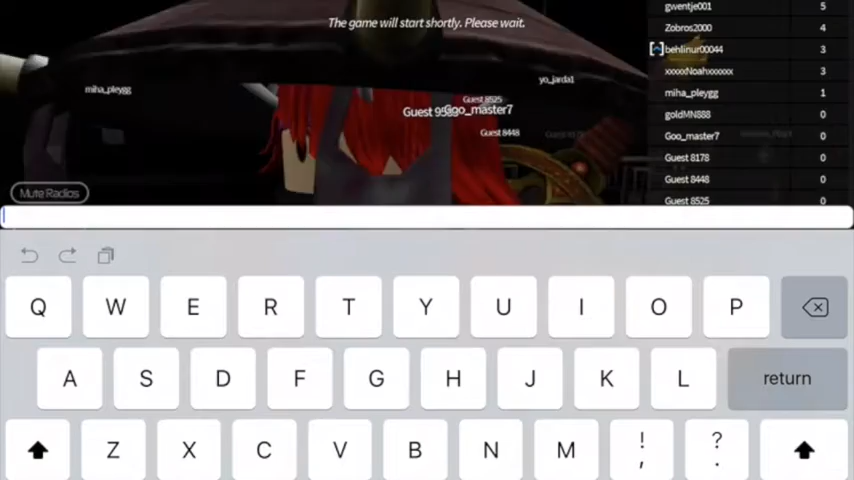 The game will start shortly. Please wait.
gwentje001 5
Zobros2000 4
behlinur00044 3
xxxxxNoahxxxxxx 3
miha_pleygg 1
goldMN888 0
Goo_master7 0
Guest 8178 0
Guest 8448 0
Guest 8525 0
yo_jarda1
miha_pleygg
Guest 8525
Goo_master7
Guest 8448
Mute Radios
Q W E R T Y U I O P
A S D F G H J K L return
Z X C V B N M ! , ? .